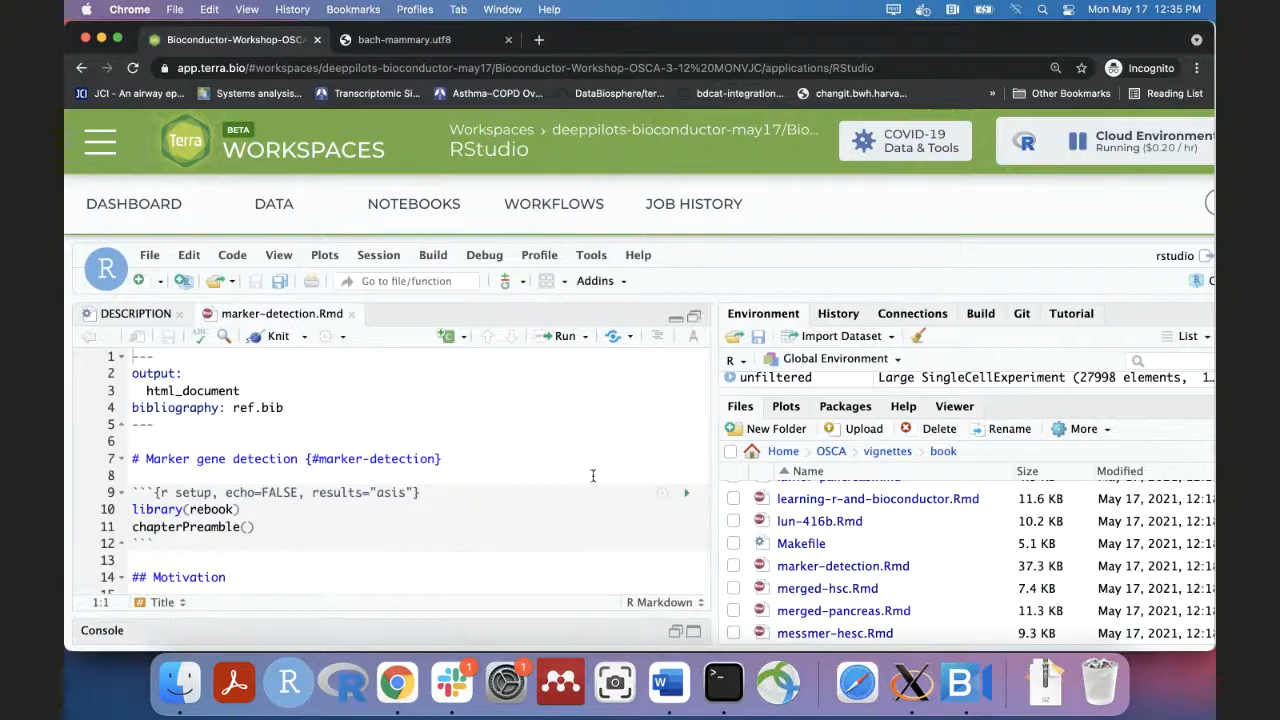 Chrome File Edit View History Bookmarks Profiles Tab Window Help Mon May 17 12:35 PM
Bioconductor-Workshop-OSCA bach-mammary.utf8
app.terra.bio/#workspaces/deeppilots-bioconductor-may17/Bioconductor-Workshop-OSCA-3-12%20MONVJC/applications/RStudio Incognito
JCI - An airway ep... Systems analysis... Transcriptomic Si... Asthma–COPD Ov... DataBiosphere/ter... bdcat-integration... changit.bwh.harva... » Other Bookmarks Reading List
Terra BETA WORKSPACES
Workspaces › deeppilots-bioconductor-may17/Bio...
RStudio
COVID-19
Data & Tools
Cloud Environment
Running ($0.20 / hr)
DASHBOARD DATA NOTEBOOKS WORKFLOWS JOB HISTORY
R File Edit Code View Plots Session Build Debug Profile Tools Help rstudio
Go to file/function Addins
DESCRIPTION marker-detection.Rmd
ABC Knit Run
1 ---
2 output:
3 html_document
4 bibliography: ref.bib
5 ---
6
7 # Marker gene detection {#marker-detection}
8
9 ```{r setup, echo=FALSE, results="asis"}
10 library(rebook)
11 chapterPreamble()
12 ```
13
14 ## Motivation
1:1 # Title R Markdown
Console
Environment History Connections Build Git Tutorial
Import Dataset List
R Global Environment
unfiltered Large SingleCellExperiment (27998 elements, 1...
Files Plots Packages Help Viewer
New Folder Upload Delete Rename More
Home OSCA vignettes book
Name Size Modified
learning-r-and-bioconductor.Rmd 11.6 KB May 17, 2021, 12:1
lun-416b.Rmd 10.2 KB May 17, 2021, 12:1
Makefile 5.1 KB May 17, 2021, 12:1
marker-detection.Rmd 37.3 KB May 17, 2021, 12:1
merged-hsc.Rmd 7.4 KB May 17, 2021, 12:1
merged-pancreas.Rmd 11.3 KB May 17, 2021, 12:1
messmer-hesc.Rmd 9.3 KB May 17, 2021, 12:1
R R 1 1 W >_ X B GZ